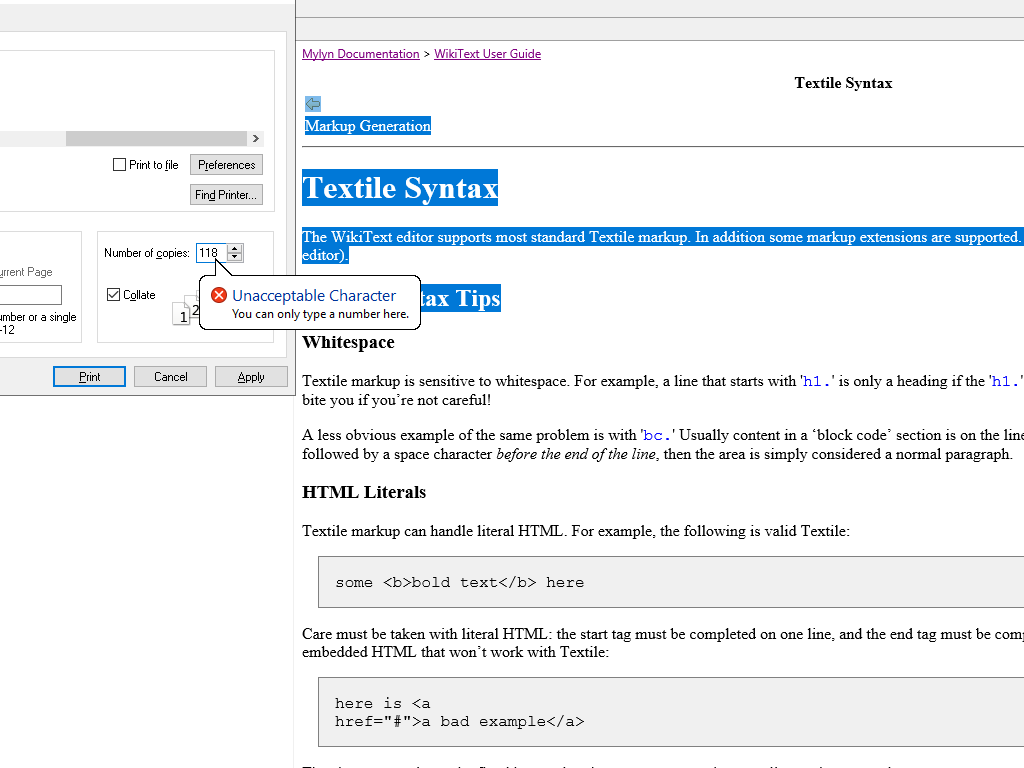 Print to file
Preferences
Find Printer...
Number of copies: 118
Current Page
Collate
1
2
number or a single
-12
Unacceptable Character
You can only type a number here.
Print
Cancel
Apply
Mylyn Documentation > WikiText User Guide
Textile Syntax
Markup Generation
Textile Syntax
The WikiText editor supports most standard Textile markup. In addition some markup extensions are supported.
editor).
tax Tips
Whitespace
Textile markup is sensitive to whitespace. For example, a line that starts with 'h1.' is only a heading if the 'h1.'
bite you if you’re not careful!
A less obvious example of the same problem is with 'bc.' Usually content in a ‘block code’ section is on the line
followed by a space character before the end of the line, then the area is simply considered a normal paragraph.
HTML Literals
Textile markup can handle literal HTML. For example, the following is valid Textile:
some <b>bold text</b> here
Care must be taken with literal HTML: the start tag must be completed on one line, and the end tag must be comp
embedded HTML that won’t work with Textile:
here is <a
href="#">a bad example</a>